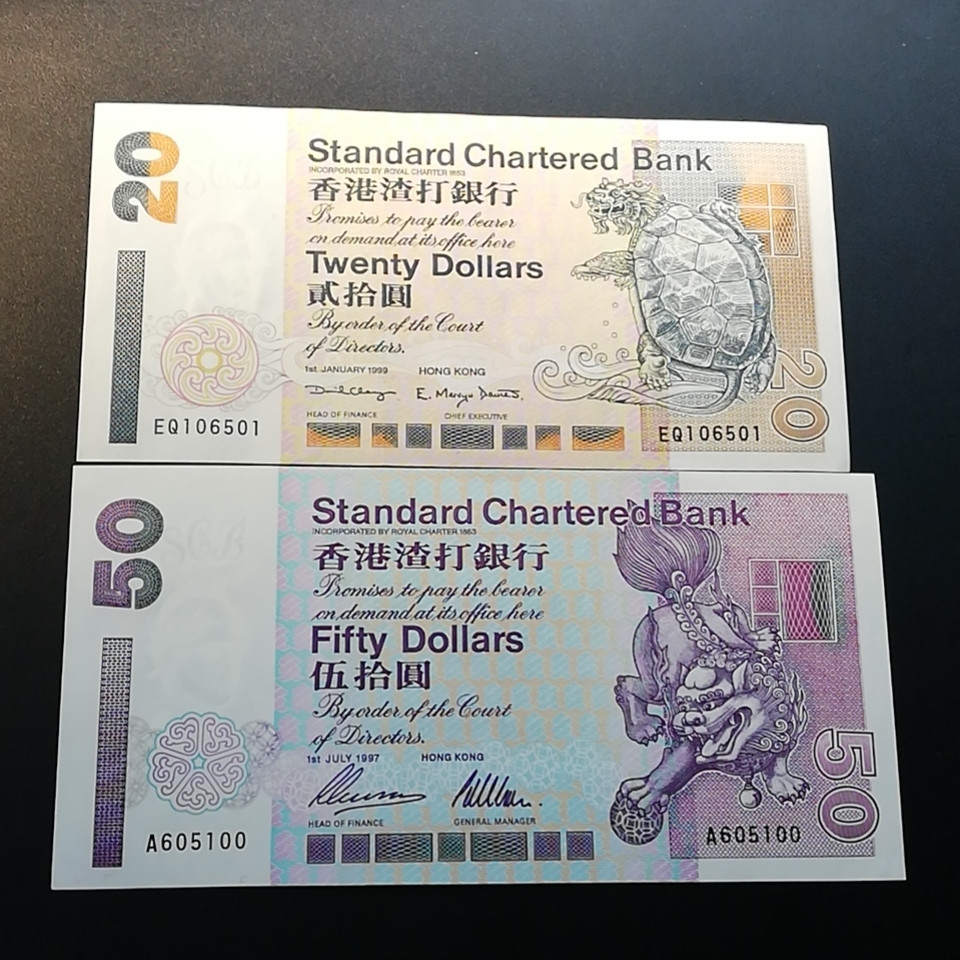 20
Standard Chartered Bank
INCORPORATED BY ROYAL CHARTER 1853
香港渣打銀行
Promises to pay the bearer
on demand at its office here
Twenty Dollars
貳拾圓
By order of the Court
of Directors.
1st JANUARY 1999 HONG KONG
HEAD OF FINANCE CHIEF EXECUTIVE
EQ106501 EQ106501
20
50
Standard Chartered Bank
INCORPORATED BY ROYAL CHARTER 1853
香港渣打銀行
Promises to pay the bearer
on demand at its office here
Fifty Dollars
伍拾圓
By order of the Court
of Directors.
1st JULY 1997 HONG KONG
HEAD OF FINANCE GENERAL MANAGER
A605100 A605100
50